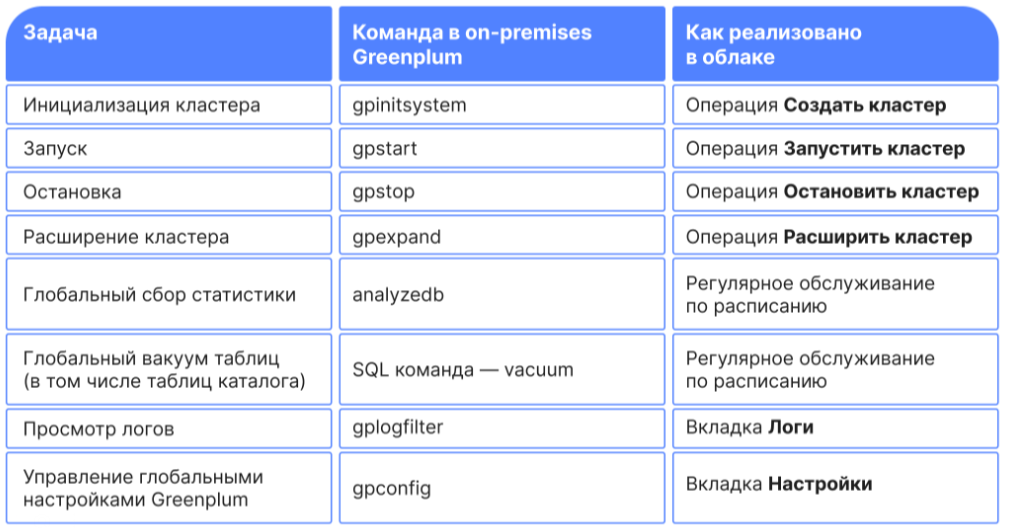 Задача
Команда в on-premises
Greenplum
Как реализовано
в облаке
Инициализация кластера
gpinitsystem
Операция Создать кластер
Запуск
gpstart
Операция Запустить кластер
Остановка
gpstop
Операция Остановить кластер
Расширение кластера
gpexpand
Операция Расширить кластер
Глобальный сбор статистики
analyzedb
Регулярное обслуживание
по расписанию
Глобальный вакуум таблиц
(в том числе таблиц каталога)
SQL команда — vacuum
Регулярное обслуживание
по расписанию
Просмотр логов
gplogfilter
Вкладка Логи
Управление глобальными
настройками Greenplum
gpconfig
Вкладка Настройки